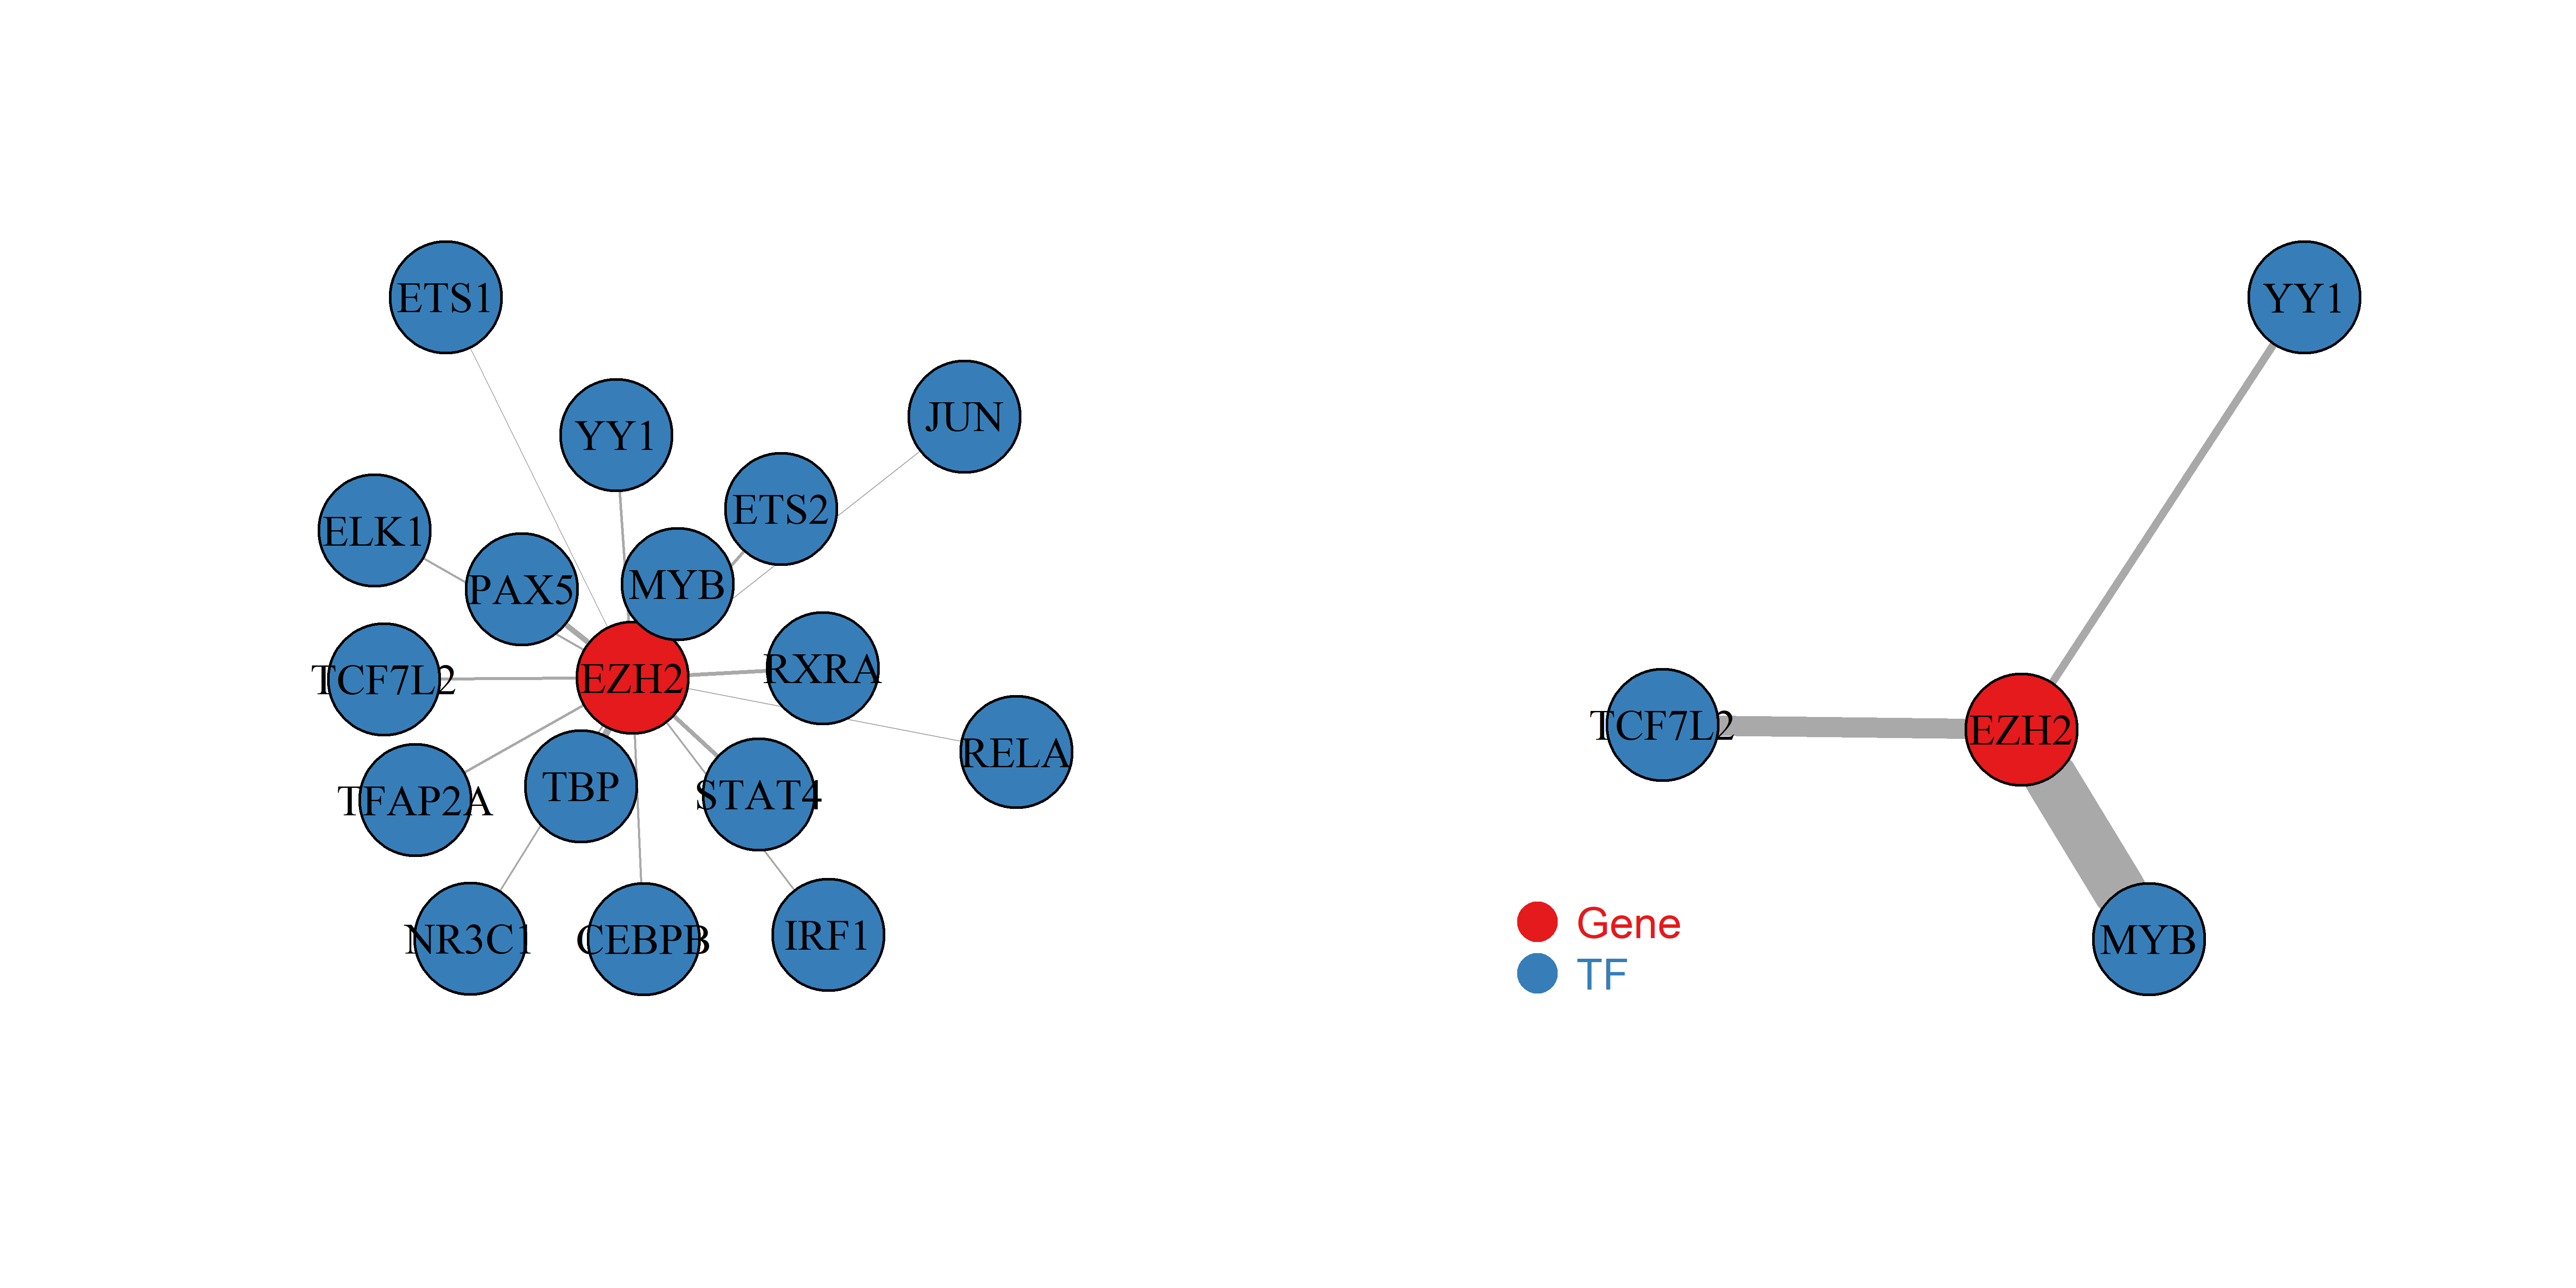 ETS1
JUN
YY1
ETS2
ELK1
PAX5
MYB
TCF7L2
EZH2
RXRA
RELA
TFAP2A
TBP
STAT4
NR3C1
CEBPB
IRF1
YY1
TCF7L2
EZH2
MYB
Gene
TF